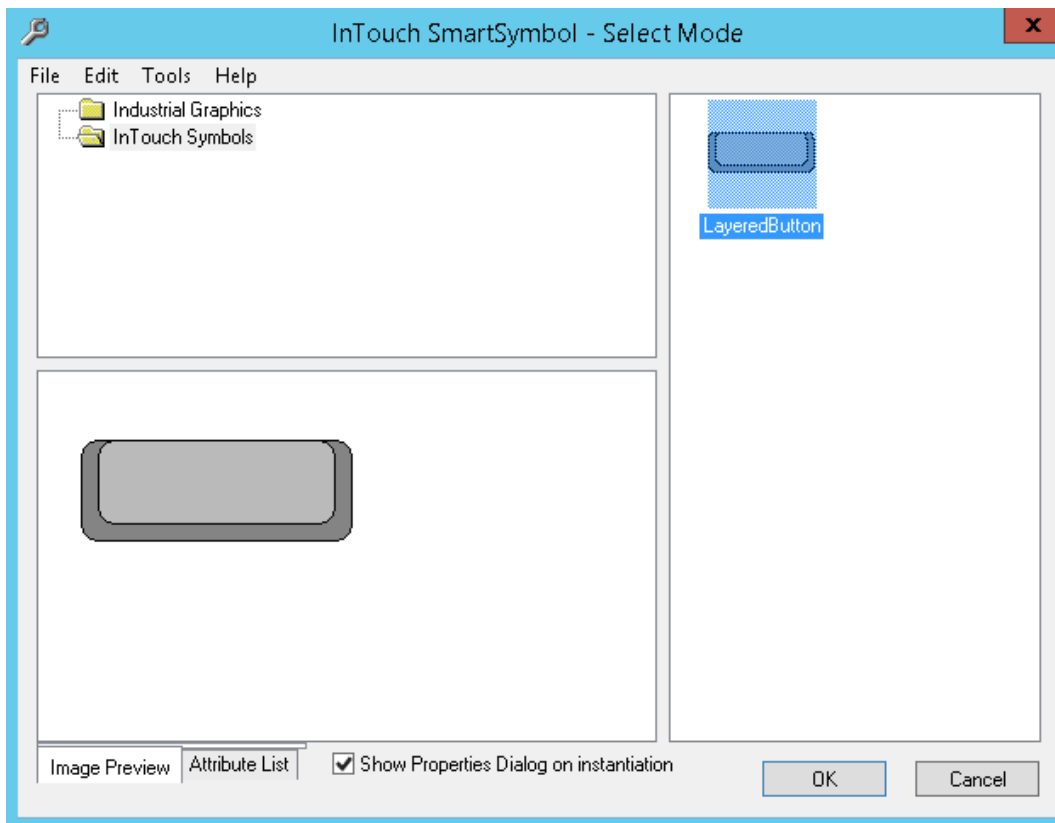 InTouch SmartSymbol - Select Mode
x
File Edit Tools Help
Industrial Graphics
InTouch Symbols
LayeredButton
Image Preview
Attribute List
Show Properties Dialog on instantiation
OK
Cancel